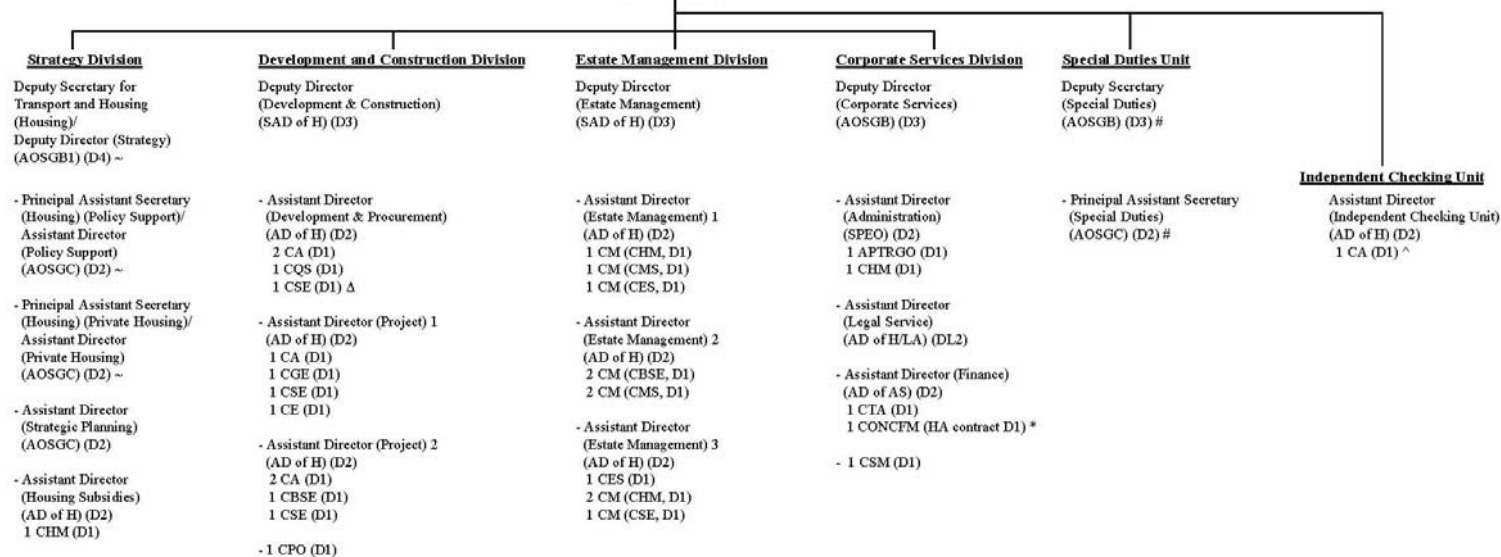 Strategy Division
Deputy Secretary for
Transport and Housing
(Housing)/
Deputy Director (Strategy)
(AOSGB1) (D4) ~
- Principal Assistant Secretary
(Housing) (Policy Support)/
Assistant Director
(Policy Support)
(AOSGC) (D2) ~
- Principal Assistant Secretary
(Housing) (Private Housing)/
Assistant Director
(Private Housing)
(AOSGC) (D2) ~
- Assistant Director
(Strategic Planning)
(AOSGC) (D2)
- Assistant Director
(Housing Subsidies)
(AD of H) (D2)
1 CHM (D1)
Development and Construction Division
Deputy Director
(Development & Construction)
(SAD of H) (D3)
- Assistant Director
(Development & Procurement)
(AD of H) (D2)
2 CA (D1)
1 CQS (D1)
1 CSE (D1) Δ
- Assistant Director (Project) 1
(AD of H) (D2)
1 CA (D1)
1 CGE (D1)
1 CSE (D1)
1 CE (D1)
- Assistant Director (Project) 2
(AD of H) (D2)
2 CA (D1)
1 CBSE (D1)
1 CSE (D1)
- 1 CPO (D1)
Estate Management Division
Deputy Director
(Estate Management)
(SAD of H) (D3)
- Assistant Director
(Estate Management) 1
(AD of H) (D2)
1 CM (CHM, D1)
1 CM (CMS, D1)
1 CM (CES, D1)
- Assistant Director
(Estate Management) 2
(AD of H) (D2)
2 CM (CBSE, D1)
2 CM (CMS, D1)
- Assistant Director
(Estate Management) 3
(AD of H) (D2)
1 CES (D1)
2 CM (CHM, D1)
1 CM (CSE, D1)
Corporate Services Division
Deputy Director
(Corporate Services)
(AOSGB) (D3)
- Assistant Director
(Administration)
(SPEO) (D2)
1 APTRGO (D1)
1 CHM (D1)
- Assistant Director
(Legal Service)
(AD of H/LA) (DL2)
- Assistant Director (Finance)
(AD of AS) (D2)
1 CTA (D1)
1 CONCFM (HA contract D1) *
- 1 CSM (D1)
Special Duties Unit
Deputy Secretary
(Special Duties)
(AOSGB) (D3) #
- Principal Assistant Secretary
(Special Duties)
(AOSGC) (D2) #
Independent Checking Unit
Assistant Director
(Independent Checking Unit)
(AD of H) (D2)
1 CA (D1) ^